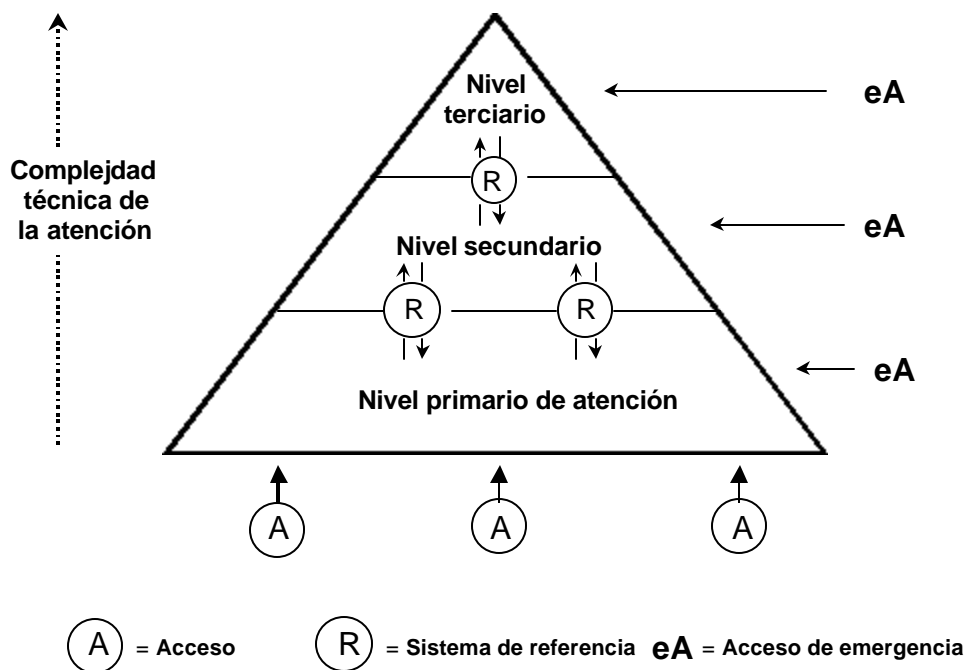 Nivel
terciario
eA
Complejdad
técnica de
la atención
R
Nivel secundario
eA
R R
eA
Nivel primario de atención
A A A
A = Acceso R = Sistema de referencia eA = Acceso de emergencia